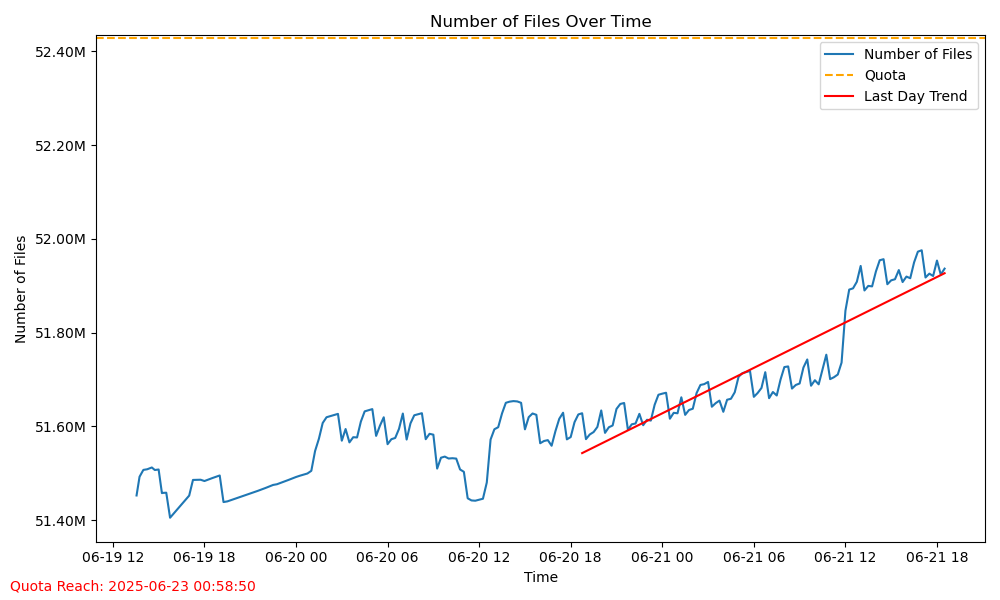 Number of Files Over Time
52.40M
52.20M
52.00M
51.80M
51.60M
51.40M
Number of Files
Number of Files
Quota
Last Day Trend
06-19 12
06-19 18
06-20 00
06-20 06
06-20 12
06-20 18
06-21 00
06-21 06
06-21 12
06-21 18
Time
Quota Reach: 2025-06-23 00:58:50